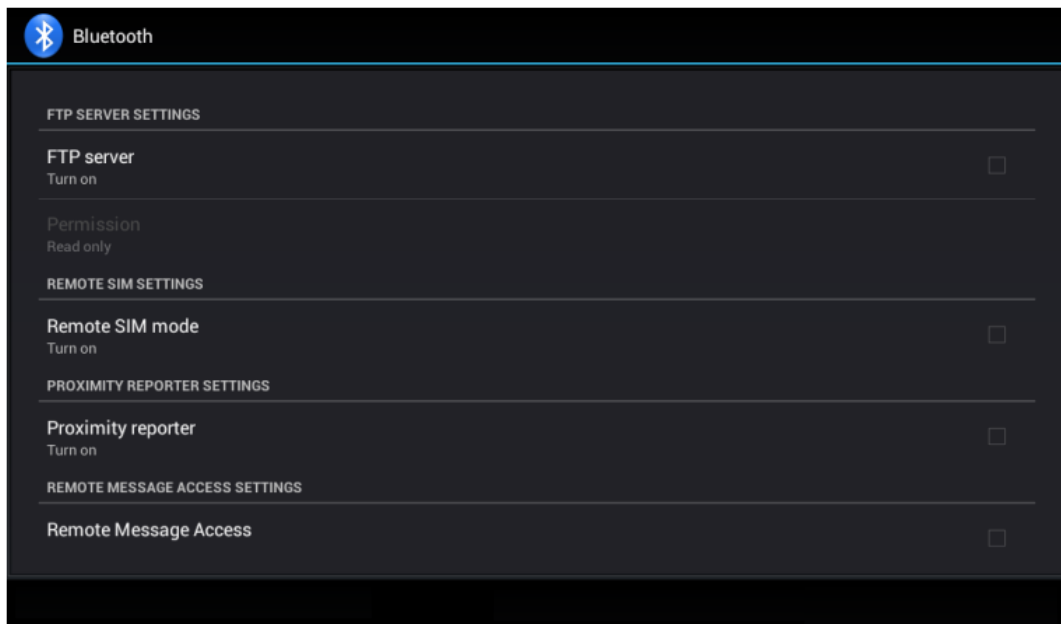 Bluetooth
FTP SERVER SETTINGS
FTP server
Turn on
Permission
Read only
REMOTE SIM SETTINGS
Remote SIM mode
Turn on
PROXIMITY REPORTER SETTINGS
Proximity reporter
Turn on
REMOTE MESSAGE ACCESS SETTINGS
Remote Message Access